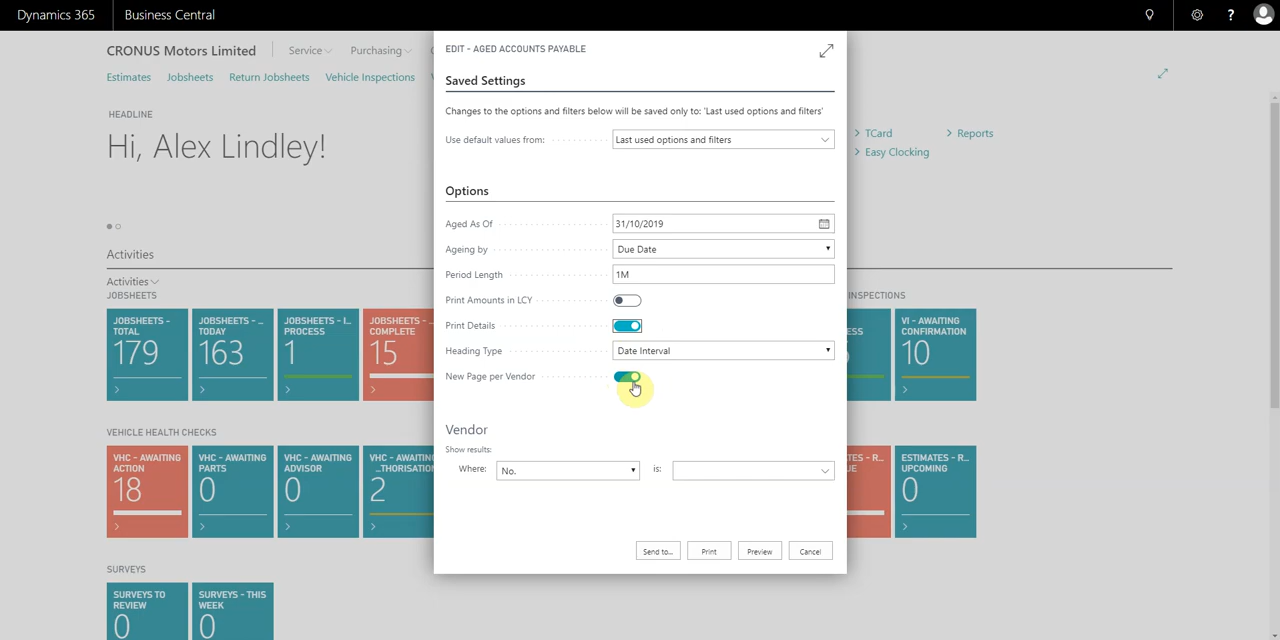 Dynamics 365
Business Central
?
CRONUS Motors Limited
Service
Purchasing
Estimates
Jobsheets
Return Jobsheets
Vehicle Inspections
HEADLINE
Hi, Alex Lindley!
TCard
Reports
Easy Clocking
Activities
Activities
JOBSHEETS
INSPECTIONS
JOBSHEETS -
TOTAL
179
JOBSHEETS - ...
TODAY
163
JOBSHEETS - I...
PROCESS
1
JOBSHEETS - ...
COMPLETE
15
VI - AWAITING
CONFIRMATION
10
VEHICLE HEALTH CHECKS
VHC - AWAITING
ACTION
18
VHC - AWAITING
PARTS
0
VHC - AWAITING
ADVISOR
0
VHC - AWAITING
...THORISATION
2
ESTIMATES - R...
UPCOMING
0
SURVEYS
SURVEYS TO
REVIEW
0
SURVEYS - THIS
WEEK
0
EDIT - AGED ACCOUNTS PAYABLE
Saved Settings
Changes to the options and filters below will be saved only to: 'Last used options and filters'
Use default values from:
Last used options and filters
Options
Aged As Of
31/10/2019
Ageing by
Due Date
Period Length
1M
Print Amounts in LCY
Print Details
Heading Type
Date Interval
New Page per Vendor
Vendor
Show results:
Where:
No.
is:
Send to...
Print
Preview
Cancel